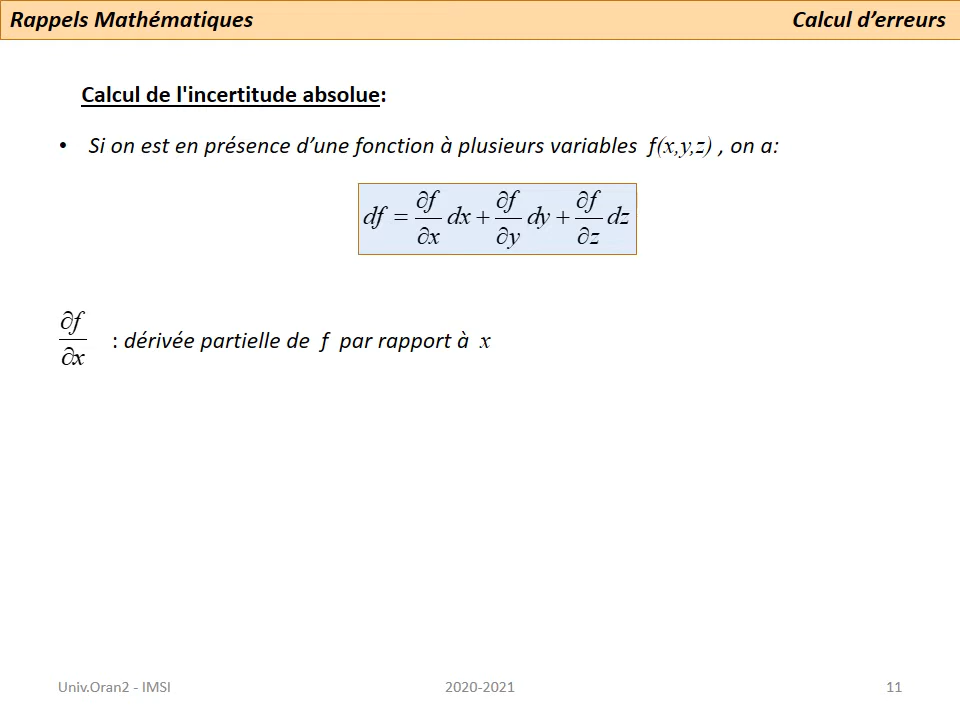 Rappels Mathématiques Calcul d’erreurs
Calcul de l'incertitude absolue:
• Si on est en présence d’une fonction à plusieurs variables f(x,y,z) , on a:
df = ∂f/∂x dx + ∂f/∂y dy + ∂f/∂z dz
∂f/∂x : dérivée partielle de f par rapport à x
Univ.Oran2 - IMSI 2020-2021 11